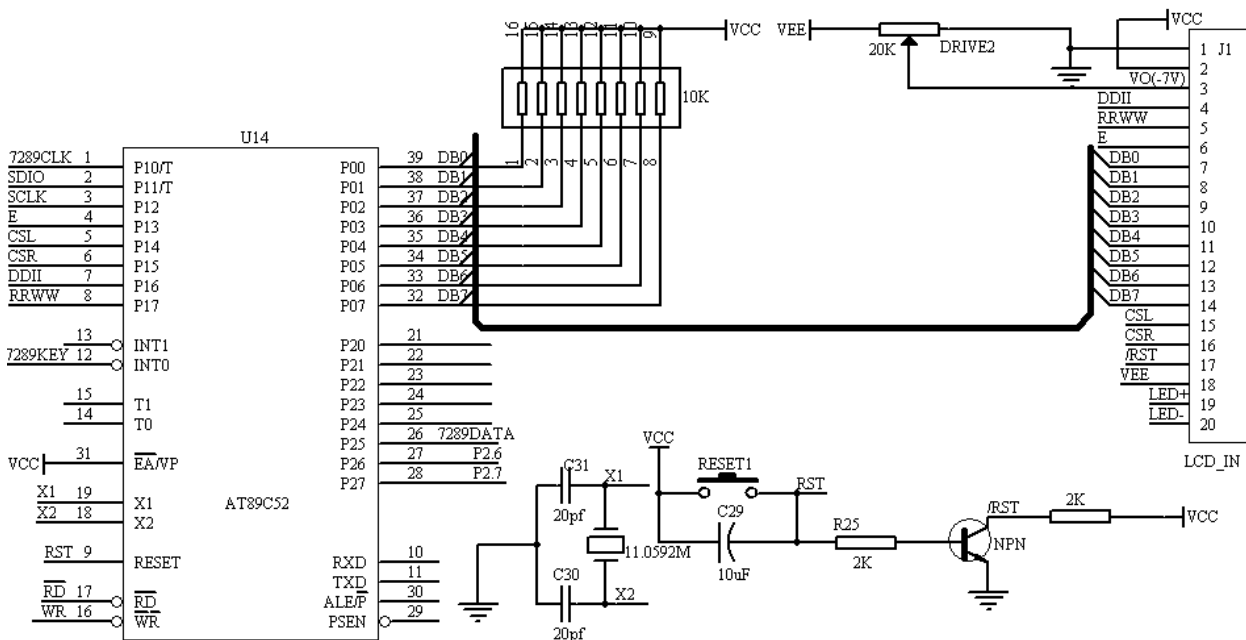 16 15 14 13 12 11 10 9
VCC
VEE
20K
DRIVE2
VCC
1 J1
2
VO(-7V) 3
DDII 4
RRWW 5
E 6
DB0 7
DB1 8
DB2 9
DB3 10
DB4 11
DB5 12
DB6 13
DB7 14
CSL 15
CSR 16
/RST 17
VEE 18
LED+ 19
LED- 20
LCD_IN
10K
1 2 3 4 5 6 7 8
U14
7289CLK 1 P10/T P00 39 DB0
SDIO 2 P11/T P01 38 DB1
SCLK 3 P12 P02 37 DB2
E 4 P13 P03 36 DB3
CSL 5 P14 P04 35 DB4
CSR 6 P15 P05 34 DB5
DDII 7 P16 P06 33 DB6
RRWW 8 P17 P07 32 DB7
13 INT1 P20 21
7289KEY 12 INT0 P21 22
P22 23
15 T1 P23 24
14 T0 P24 25
P25 26 7289DATA
VCC 31 EA/VP P26 27 P2.6
P27 28 P2.7
X1 19 X1 AT89C52
X2 18 X2
RST 9 RESET RXD 10
TXD 11
RD 17 RD ALE/P 30
WR 16 WR PSEN 29
C31
X1
20pf
11.0592M
C30
X2
20pf
VCC
RESET1
RST
C29
10uF
R25
2K
/RST
NPN
2K
VCC